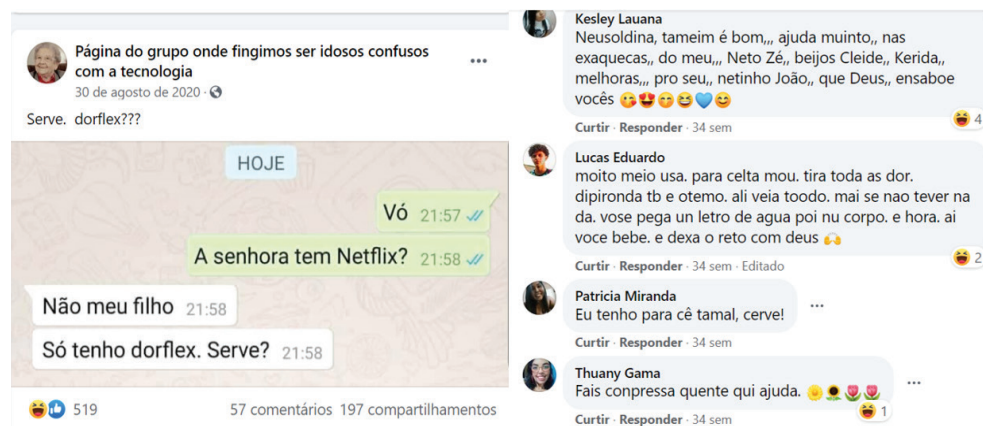 Página do grupo onde fingimos ser idosos confusos
com a tecnologia
30 de agosto de 2020 ·
Serve. dorflex???
HOJE
Vó 21:57
A senhora tem Netflix? 21:58
Não meu filho 21:58
Só tenho dorflex. Serve? 21:58
519
57 comentários 197 compartilhamentos
Kesley Lauana
Neusoldina, tameim é bom,,, ajuda muinto,, nas
exaquecas,, do meu,,, Neto Zé,, beijos Cleide,, Kerida,,
melhoras,,, pro seu,, netinho João,, que Deus,, ensaboe
vocês 😘😍😋😆💙😊
Curtir · Responder · 34 sem
😆 4
Lucas Eduardo
moito meio usa. para celta mou. tira toda as dor.
dipironda tb e otemo. ali veia toodo. mai se nao tever na
da. vose pega un letro de agua poi nu corpo. e hora. ai
voce bebe. e dexa o reto com deus 🙌
Curtir · Responder · 34 sem · Editado
😆 2
Patricia Miranda
Eu tenho para cê tamal, cerve!
Curtir · Responder · 34 sem
Thuany Gama
Fais conpressa quente qui ajuda. 🌼🌻🌷🌷
😆 1
Curtir · Responder · 34 sem